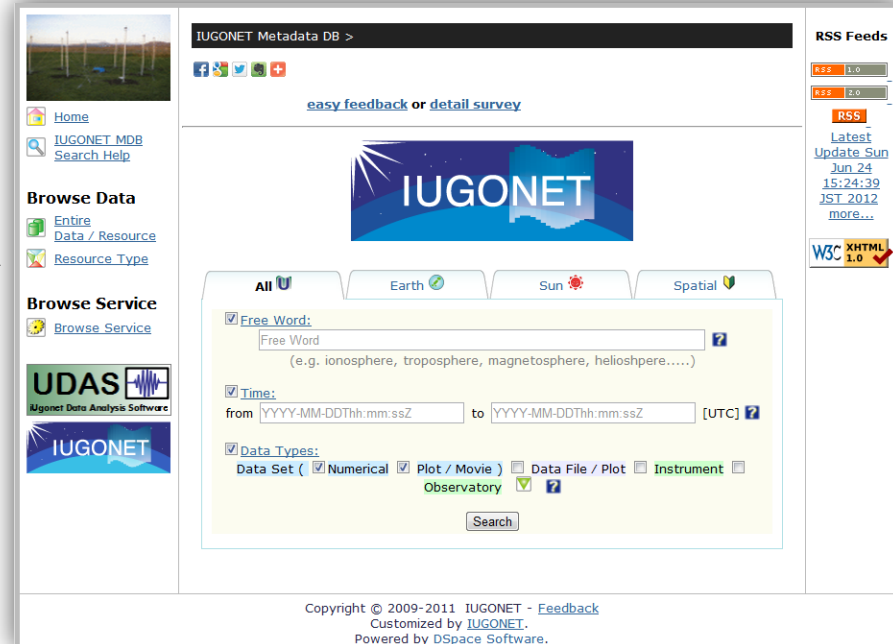 IUGONET Metadata DB >
easy feedback or detail survey
IUGONET
Home
IUGONET MDB
Search Help
Browse Data
Entire
Data / Resource
Resource Type
Browse Service
Browse Service
UDAS
iUgonet Data Analysis Software
IUGONET
All
Earth
Sun
Spatial
Free Word:
Free Word
(e.g. ionosphere, troposphere, magnetosphere, helioshpere.....)
Time:
from YYYY-MM-DDThh:mm:ssZ to YYYY-MM-DDThh:mm:ssZ [UTC]
Data Types:
Data Set ( Numerical Plot / Movie ) Data File / Plot Instrument
Observatory
Search
RSS Feeds
RSS 1.0
RSS 2.0
RSS
Latest
Update Sun
Jun 24
15:24:39
JST 2012
more...
W3C XHTML
1.0
Copyright © 2009-2011 IUGONET - Feedback
Customized by IUGONET.
Powered by DSpace Software.